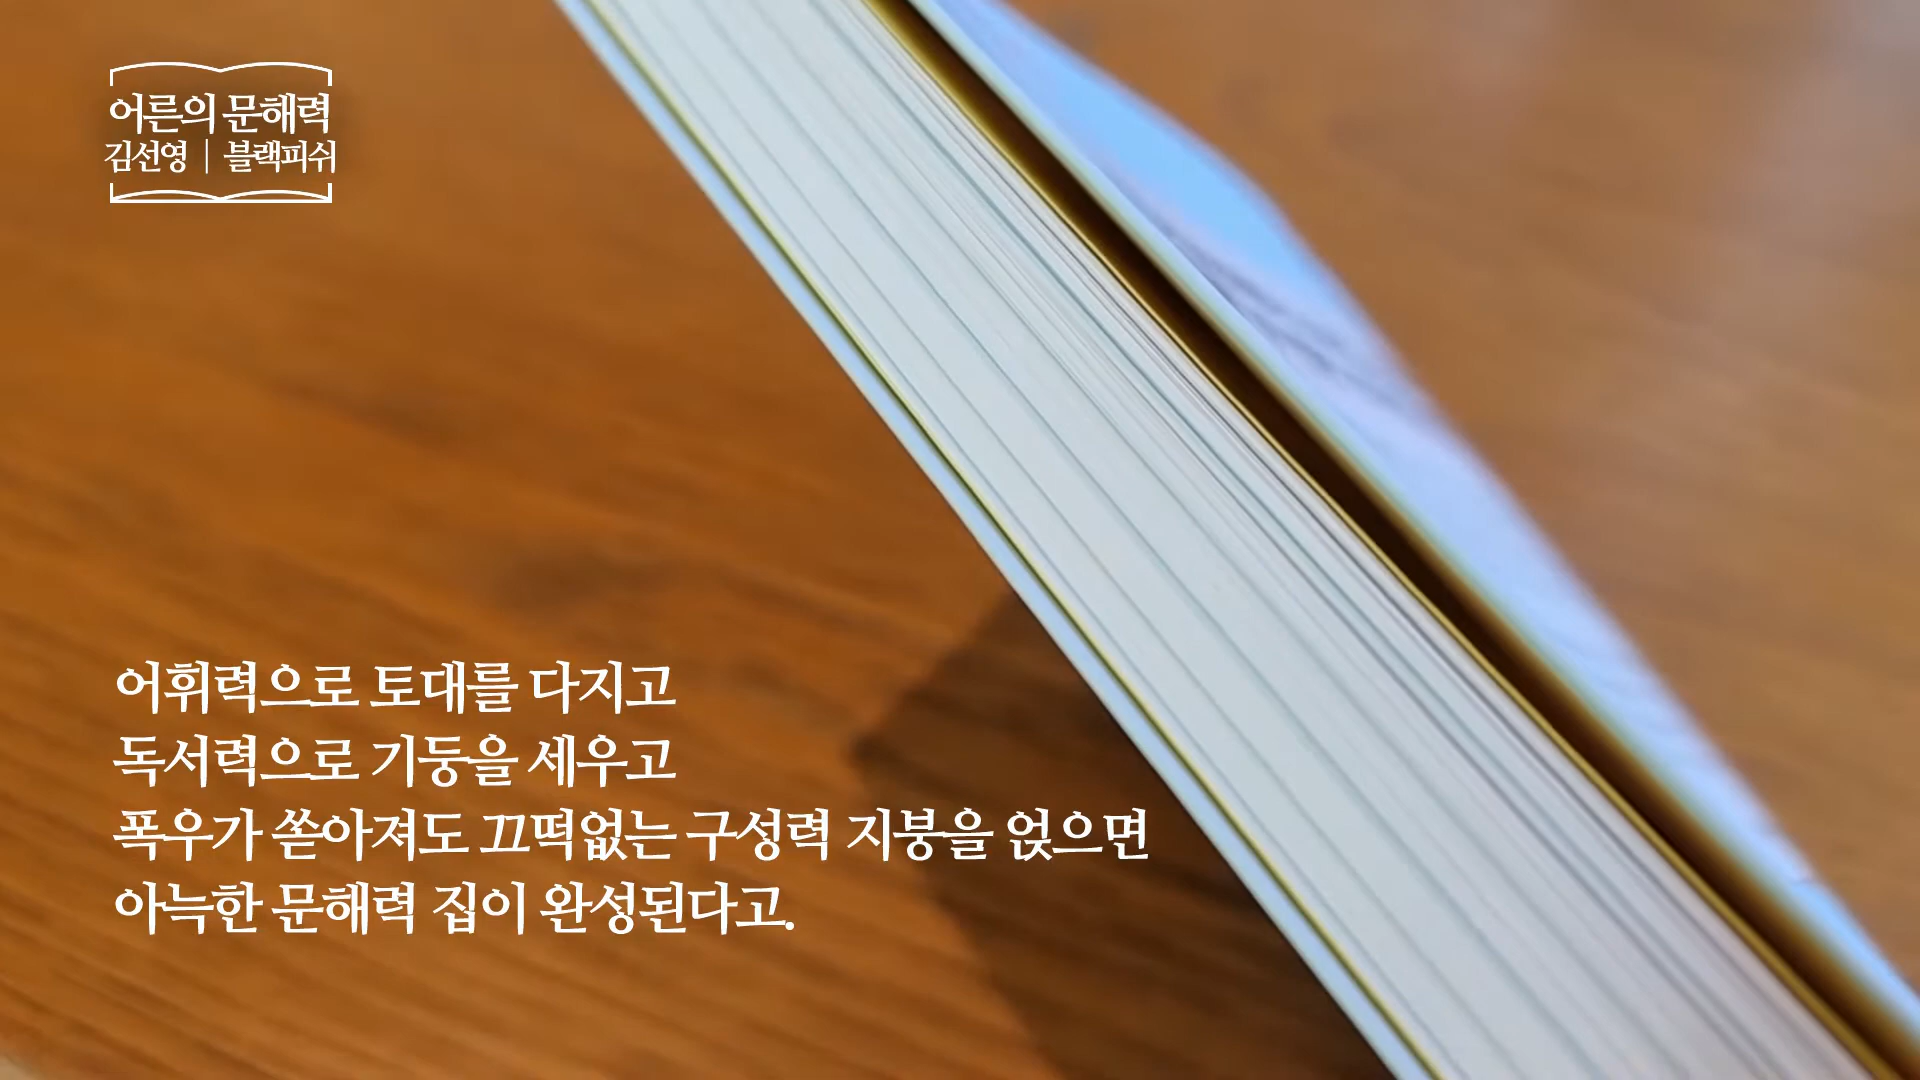 어른의 문해력
김선영 | 블랙피쉬
어휘력으로 토대를 다지고
독서력으로 기둥을 세우고
폭우가 쏟아져도 끄떡없는 구성력 지붕을 얹으면
아늑한 문해력 집이 완성된다고.